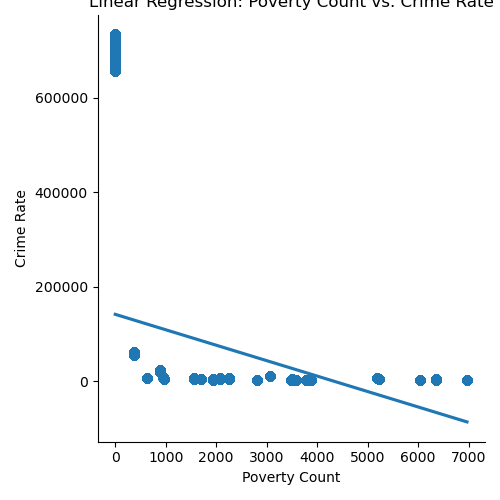 Linear Regression: Poverty Count vs. Crime Rate
600000
400000
200000
0
Crime Rate
0 1000 2000 3000 4000 5000 6000 7000
Poverty Count